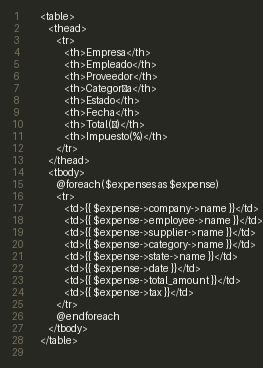 1 <table>
2 <thead>
3 <tr>
4 <th>Empresa</th>
5 <th>Empleado</th>
6 <th>Proveedor</th>
7 <th>Categor▯a</th>
8 <th>Estado</th>
9 <th>Fecha</th>
10 <th>Total(▯)</th>
11 <th>Impuesto(%)</th>
12 </tr>
13 </thead>
14 <tbody>
15 @foreach($expenses as $expense)
16 <tr>
17 <td>{{ $expense->company->name }}</td>
18 <td>{{ $expense->employee->name }}</td>
19 <td>{{ $expense->supplier->name }}</td>
20 <td>{{ $expense->category->name }}</td>
21 <td>{{ $expense->state->name }}</td>
22 <td>{{ $expense->date }}</td>
23 <td>{{ $expense->total_amount }}</td>
24 <td>{{ $expense->tax }}</td>
25 </tr>
26 @endforeach
27 </tbody>
28 </table>
29